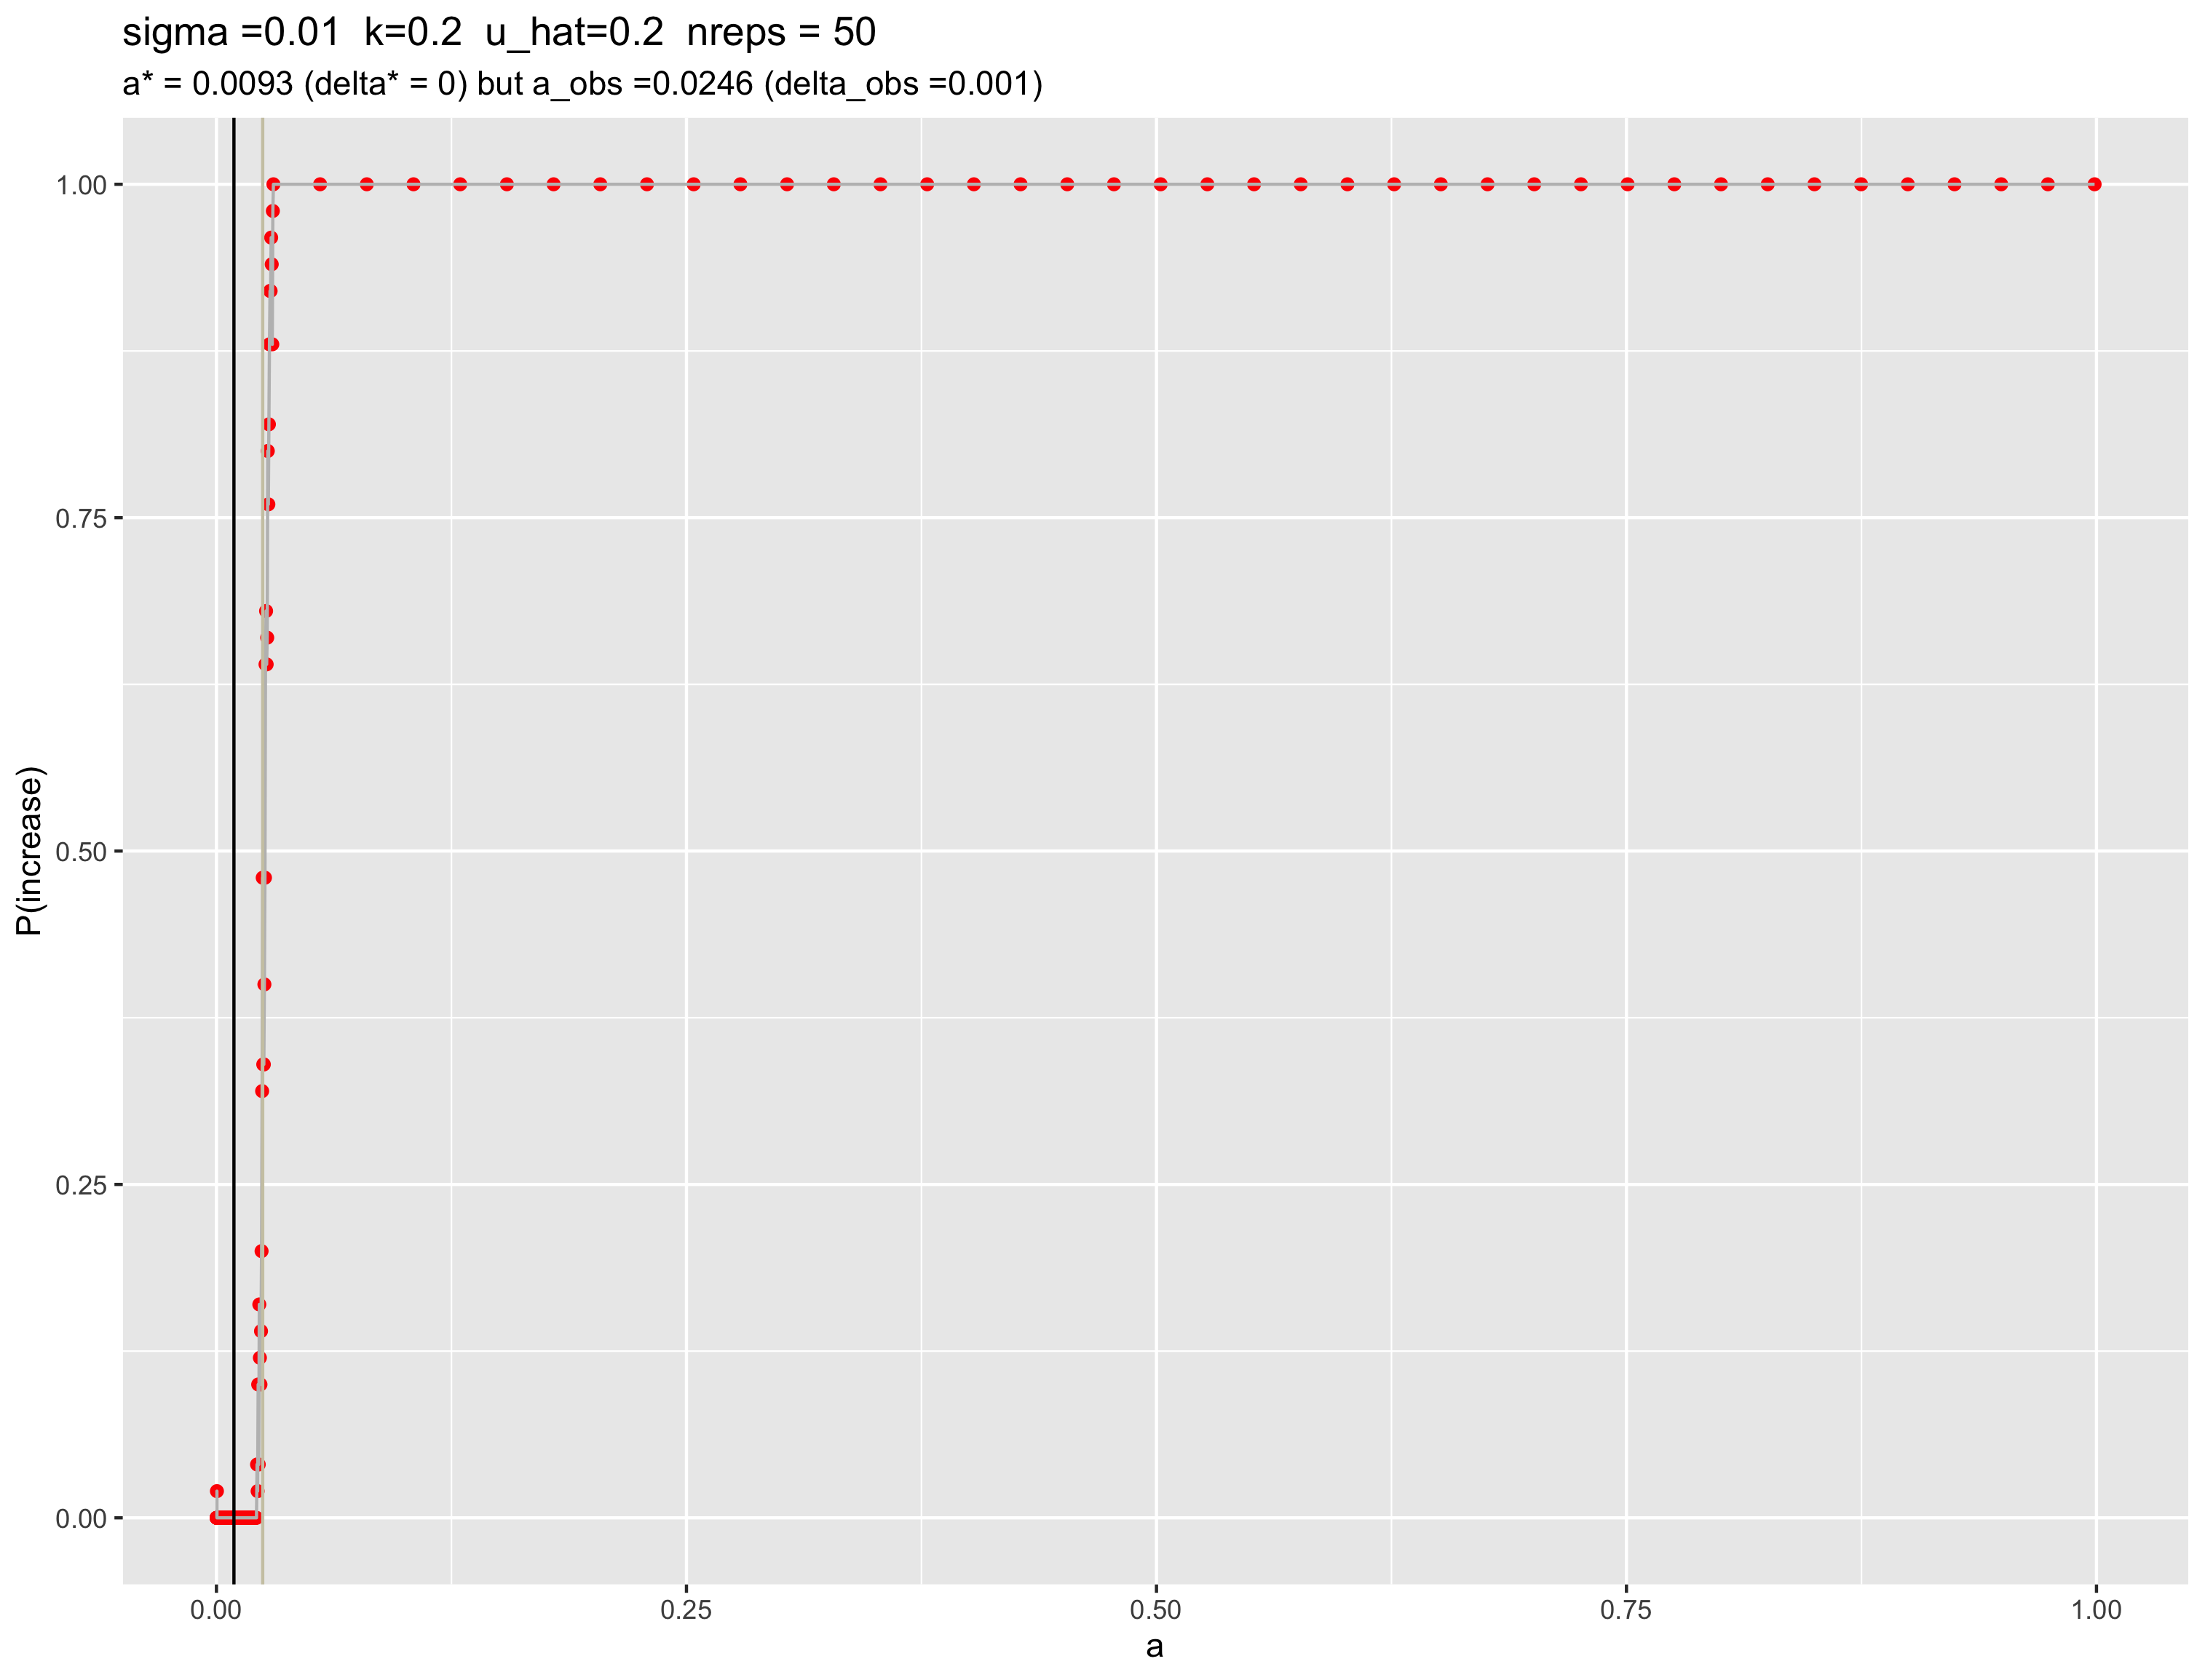 sigma =0.01  k=0.2  u_hat=0.2  nreps = 50
a* = 0.0093 (delta* = 0) but a_obs =0.0246 (delta_obs =0.001)
P(increase)
1.00
0.75
0.50
0.25
0.00
0.00 0.25 0.50 0.75 1.00
a